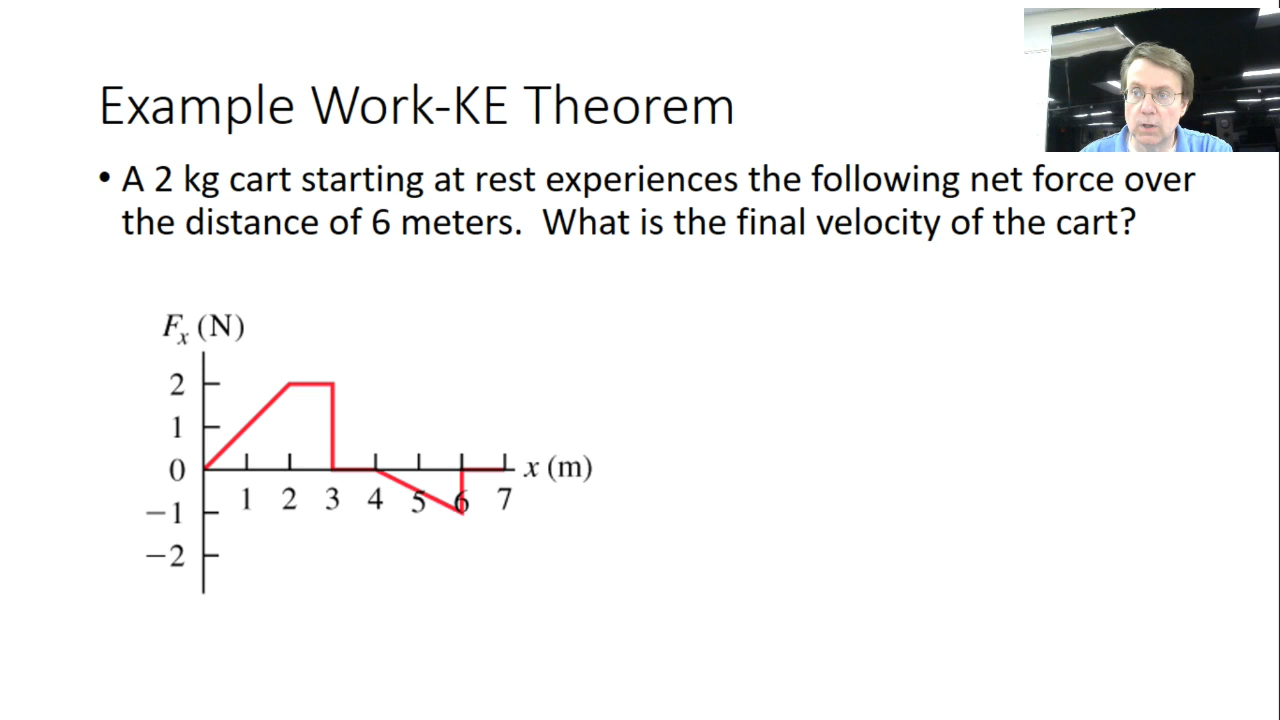 Example Work-KE Theorem
• A 2 kg cart starting at rest experiences the following net force over
the distance of 6 meters.  What is the final velocity of the cart?
Fx (N)
2
1
0
−1
−2
1 2 3 4 5 6 7
x (m)